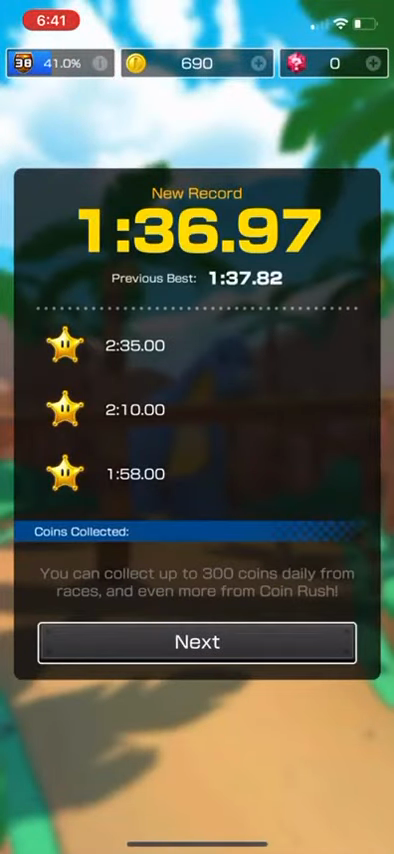 6:41
38 41.0% i 690 0
New Record
1:36.97
Previous Best: 1:37.82
2:35.00
2:10.00
1:58.00
Coins Collected:
You can collect up to 300 coins daily from
races, and even more from Coin Rush!
Next